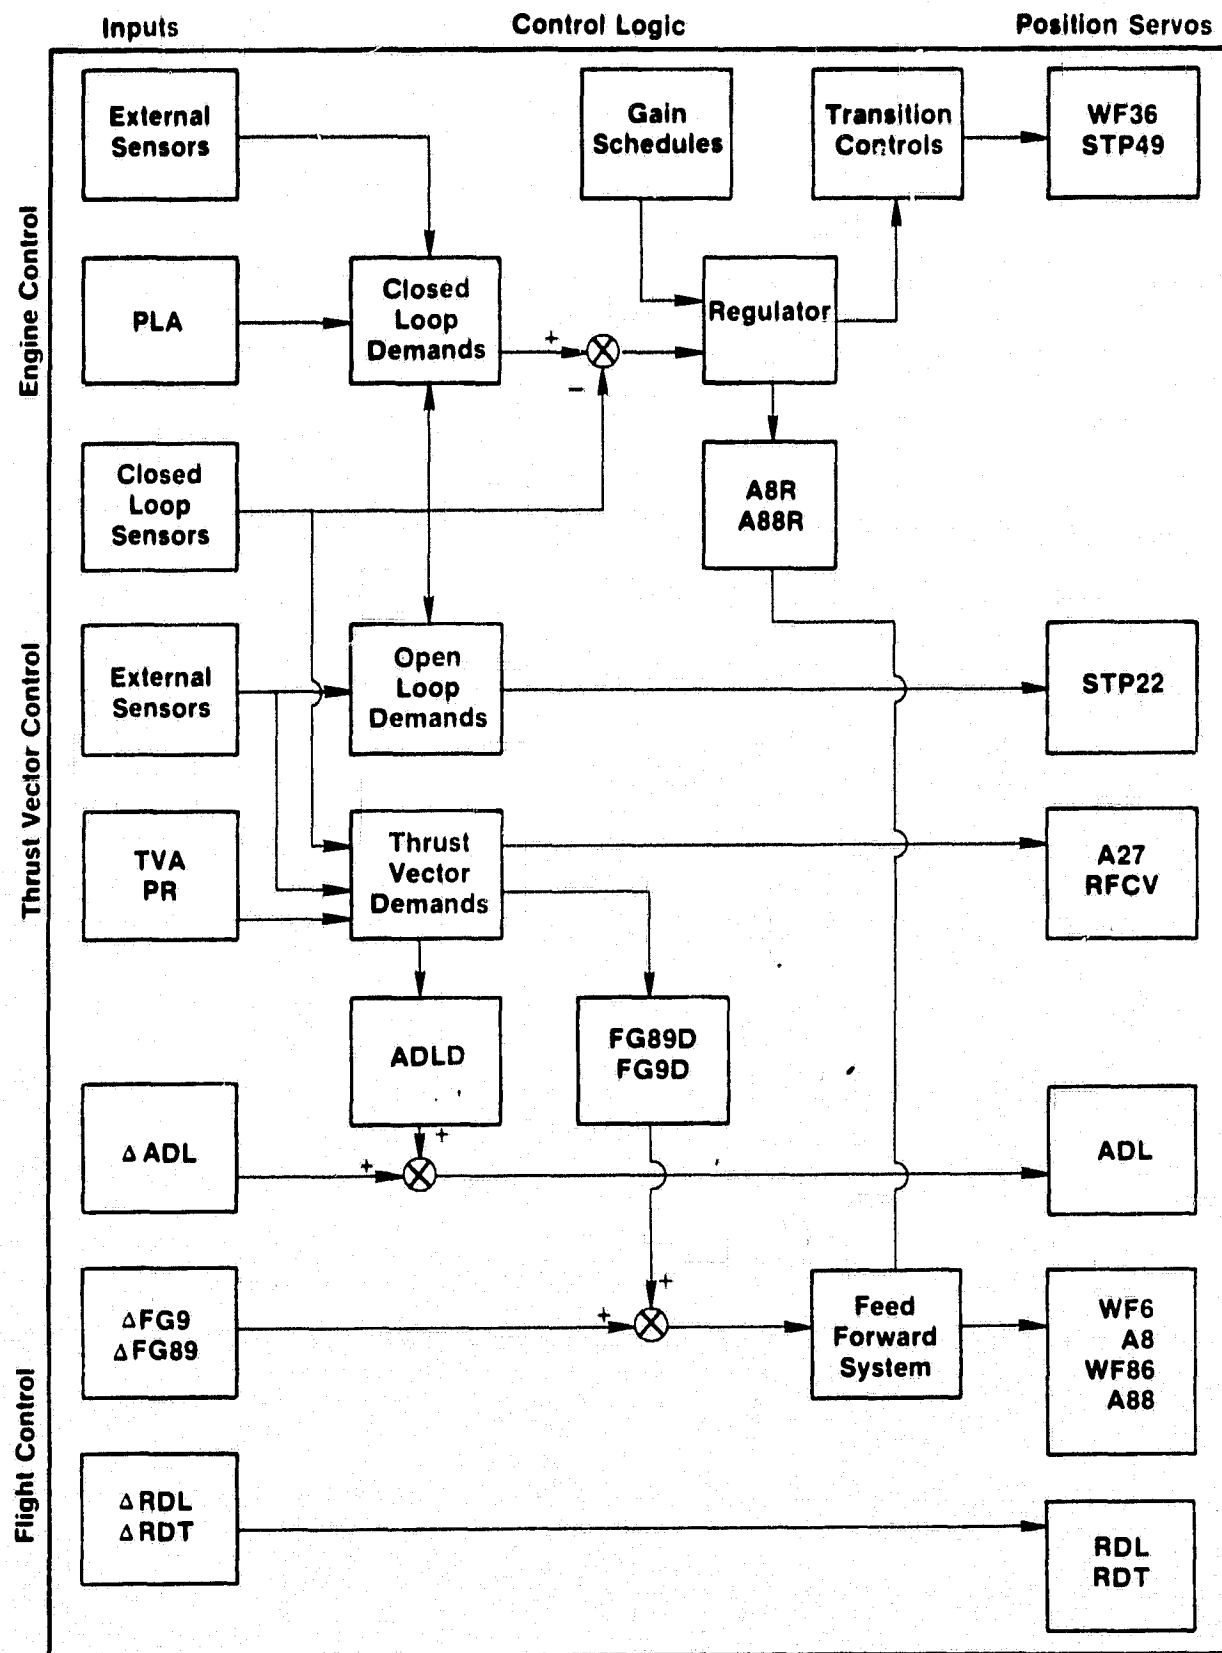 Inputs
Control Logic
Position Servos
Engine Control
Thrust Vector Control
Flight Control
External
Sensors
Gain
Schedules
Transition
Controls
WF36
STP49
PLA
Closed
Loop
Demands
+
-
Regulator
Closed
Loop
Sensors
A8R
A88R
External
Sensors
Open
Loop
Demands
STP22
TVA
PR
Thrust
Vector
Demands
A27
RFCV
ADLD
FG89D
FG9D
Δ ADL
+
+
ADL
ΔFG9
ΔFG89
+
+
Feed
Forward
System
WF6
A8
WF86
A88
Δ RDL
Δ RDT
RDL
RDT